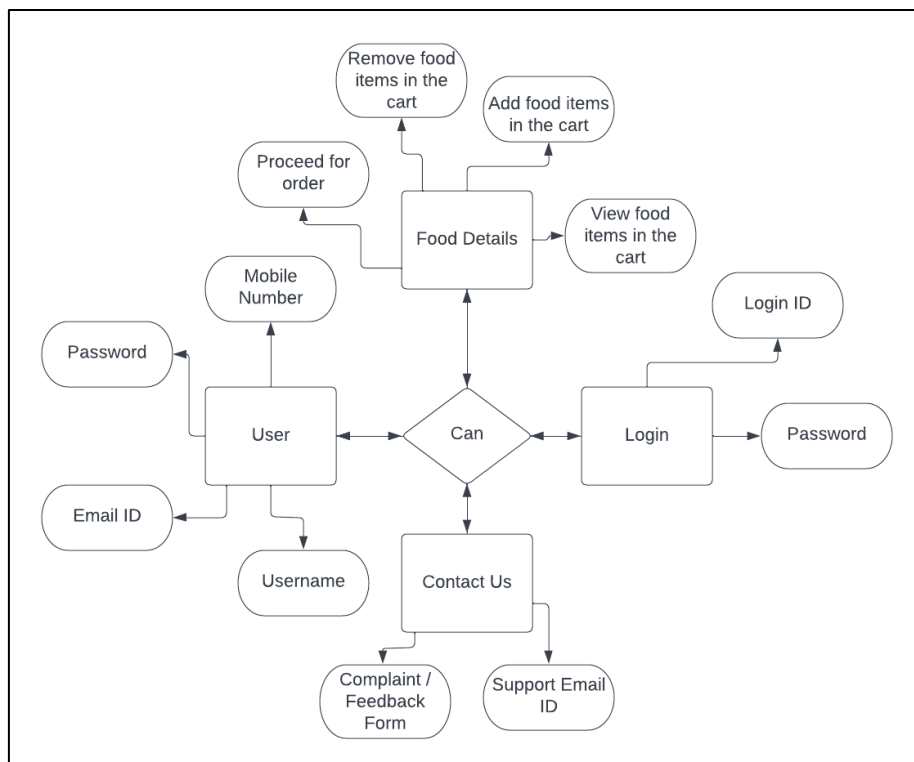 Remove food
items in the
cart
Add food items
in the cart
Proceed for
order
Food Details
View food
items in the
cart
Mobile
Number
Login ID
Password
User
Can
Login
Password
Email ID
Username
Contact Us
Complaint /
Feedback
Form
Support Email
ID